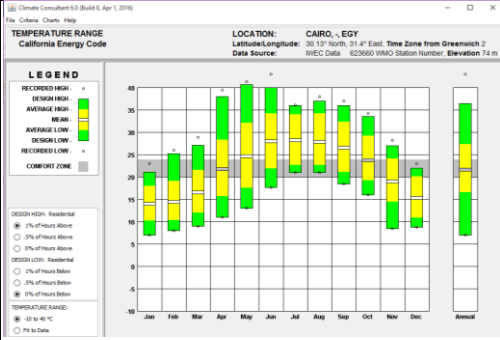 Climate Consultant 6.0 (Build 8, Apr 1, 2016)
File Criteria Charts Help
TEMPERATURE RANGE
California Energy Code
LOCATION: CAIRO, -, EGY
Latitude/Longitude: 30.13° North, 31.4° East, Time Zone from Greenwich 2
Data Source: IWEC Data 623660 WMO Station Number, Elevation 74 m
LEGEND
RECORDED HIGH -
DESIGN HIGH -
AVERAGE HIGH -
MEAN -
AVERAGE LOW -
DESIGN LOW -
RECORDED LOW -
COMFORT ZONE
DESIGN HIGH: Residential
1% of Hours Above
.5% of Hours Above
0% of Hours Above
DESIGN LOW: Residential
1% of Hours Below
.5% of Hours Below
0% of Hours Below
TEMPERATURE RANGE:
-10 to 40 °C
Fit to Data
40
35
30
25
20
15
10
5
0
-5
-10
Jan Feb Mar Apr May Jun Jul Aug Sep Oct Nov Dec Annual